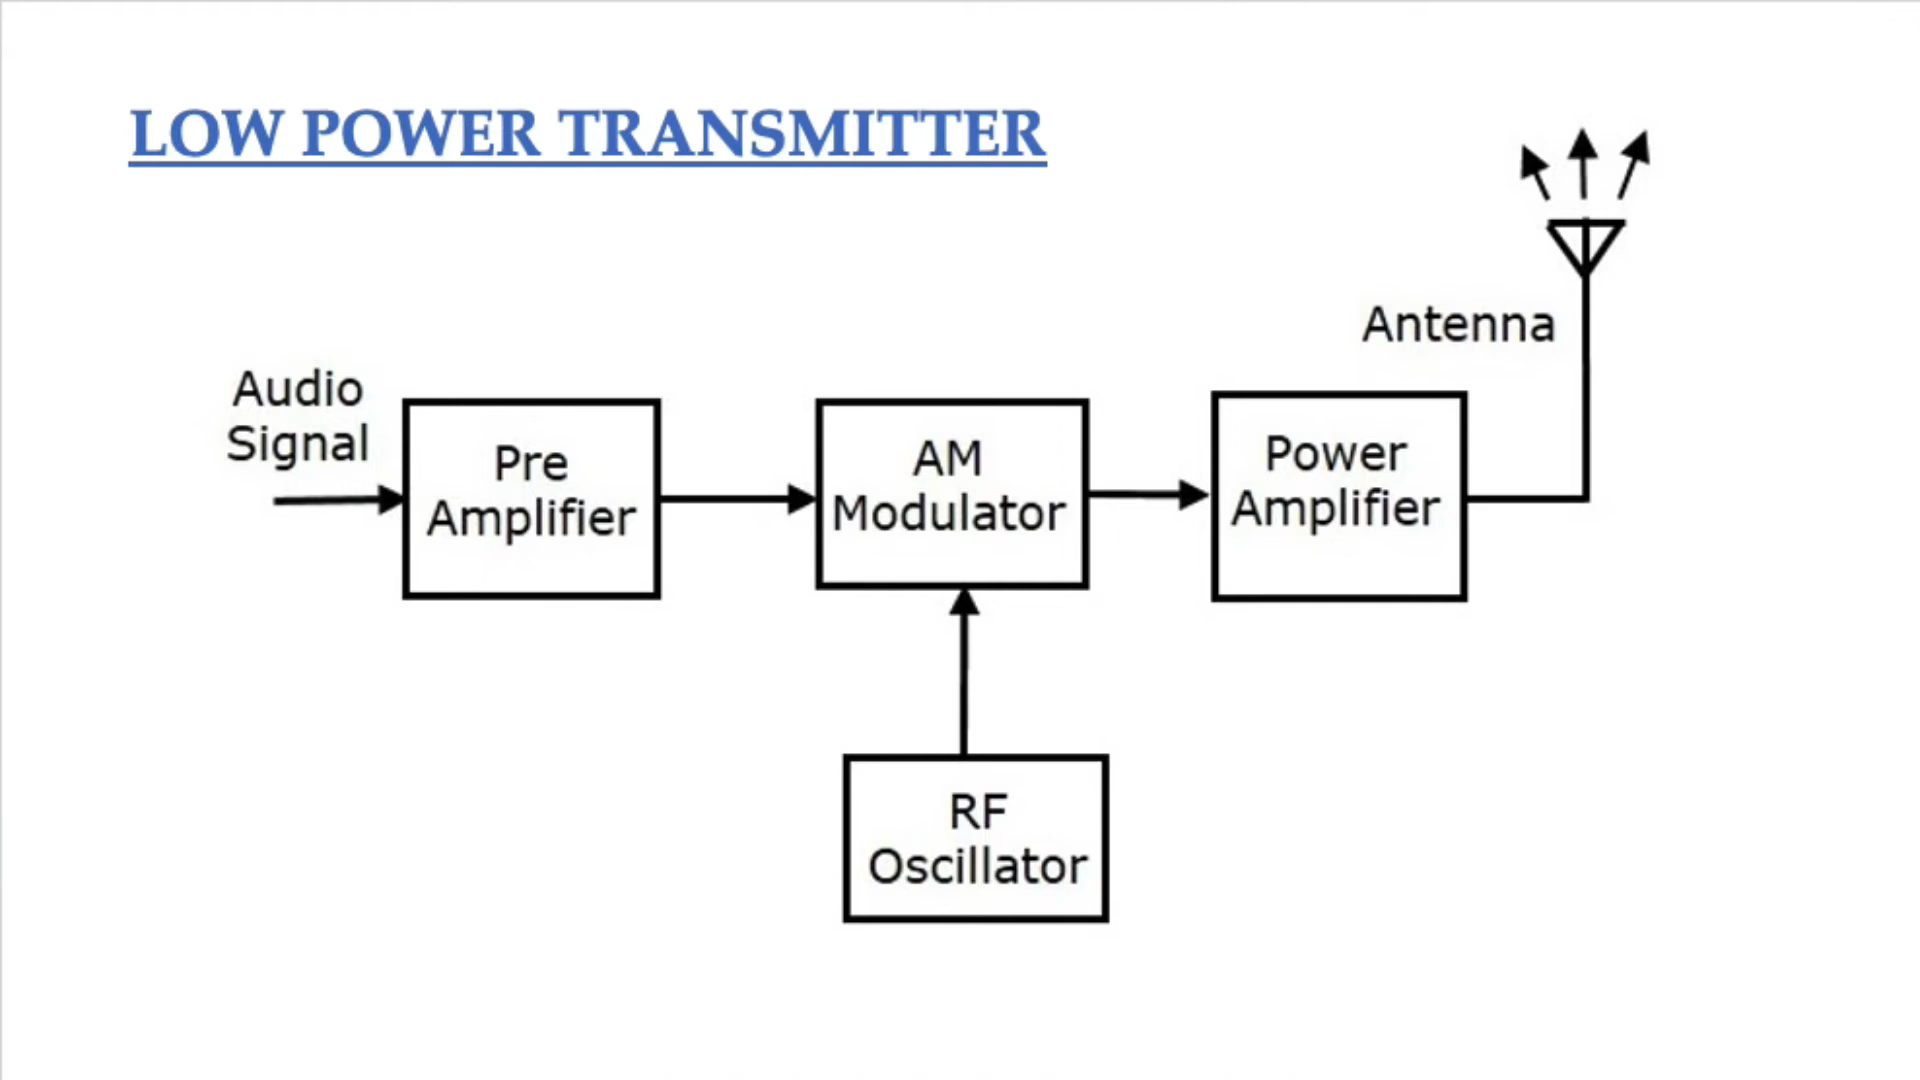 LOW POWER TRANSMITTER
Antenna
Audio
Signal
Pre
Amplifier
AM
Modulator
Power
Amplifier
RF
Oscillator